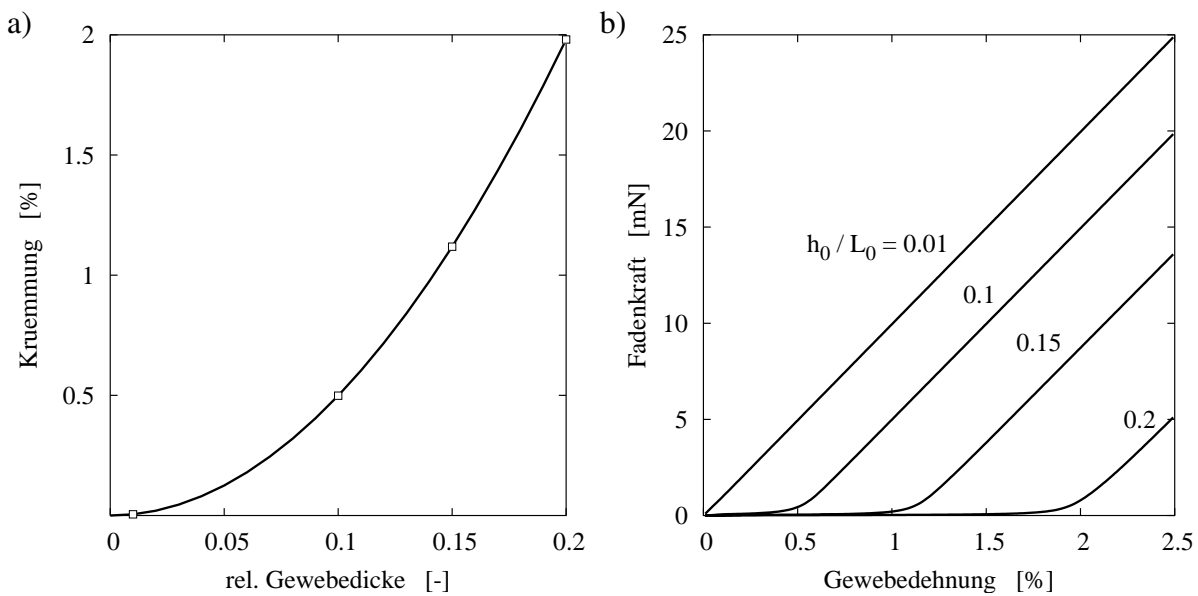 a)
2
1.5
1
0.5
Kruemmung [%]
0 0.05 0.1 0.15 0.2
rel. Gewebedicke [-]
b)
25
20
15
10
5
0
Fadenkraft [mN]
h0 / L0 = 0.01
0.1
0.15
0.2
0 0.5 1 1.5 2 2.5
Gewebedehnung [%]